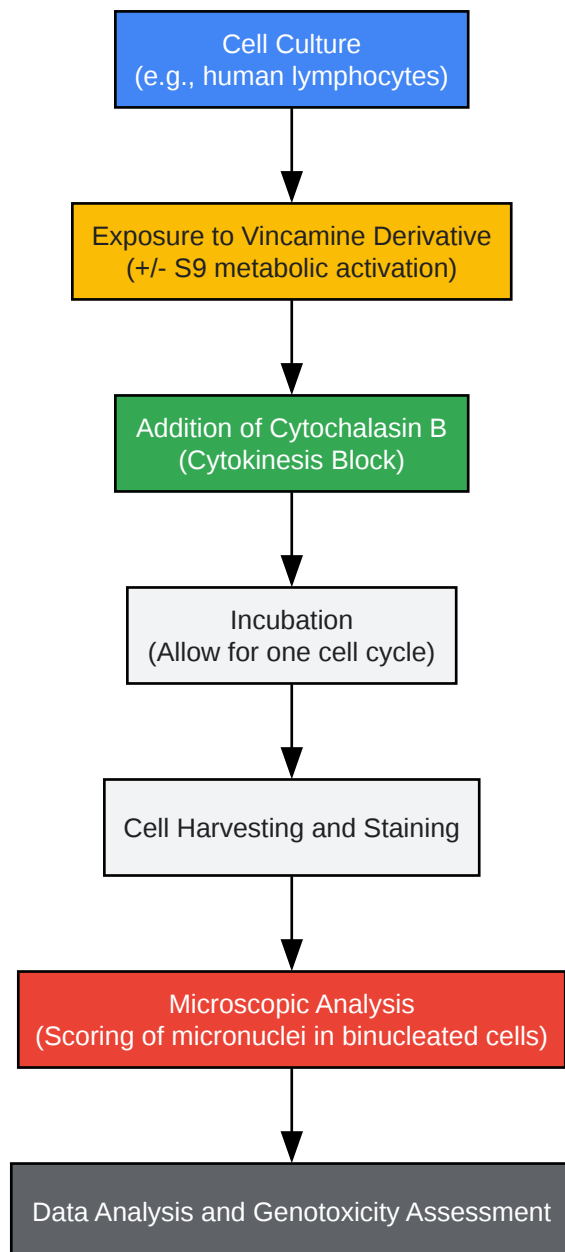 Cell Culture
(e.g., human lymphocytes)
Exposure to Vincamine Derivative
(+/- S9 metabolic activation)
Addition of Cytochalasin B
(Cytokinesis Block)
Incubation
(Allow for one cell cycle)
Cell Harvesting and Staining
Microscopic Analysis
(Scoring of micronuclei in binucleated cells)
Data Analysis and Genotoxicity Assessment